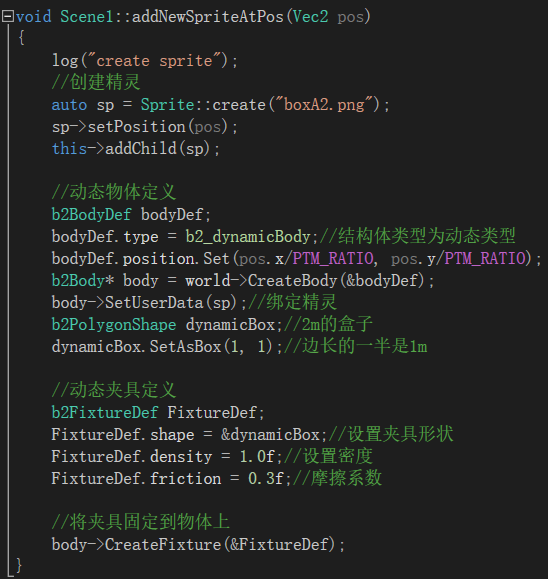 void Scene1::addNewSpriteAtPos(Vec2 pos)
{
log("create sprite");
//创建精灵
auto sp = Sprite::create("boxA2.png");
sp->setPosition(pos);
this->addChild(sp);
//动态物体定义
b2BodyDef bodyDef;
bodyDef.type = b2_dynamicBody;//结构体类型为动态类型
bodyDef.position.Set(pos.x/PTM_RATIO, pos.y/PTM_RATIO);
b2Body* body = world->CreateBody(&bodyDef);
body->SetUserData(sp);//绑定精灵
b2PolygonShape dynamicBox;//2m的盒子
dynamicBox.SetAsBox(1, 1);//边长的一半是1m
//动态夹具定义
b2FixtureDef FixtureDef;
FixtureDef.shape = &dynamicBox;//设置夹具形状
FixtureDef.density = 1.0f;//设置密度
FixtureDef.friction = 0.3f;//摩擦系数
//将夹具固定到物体上
body->CreateFixture(&FixtureDef);
}